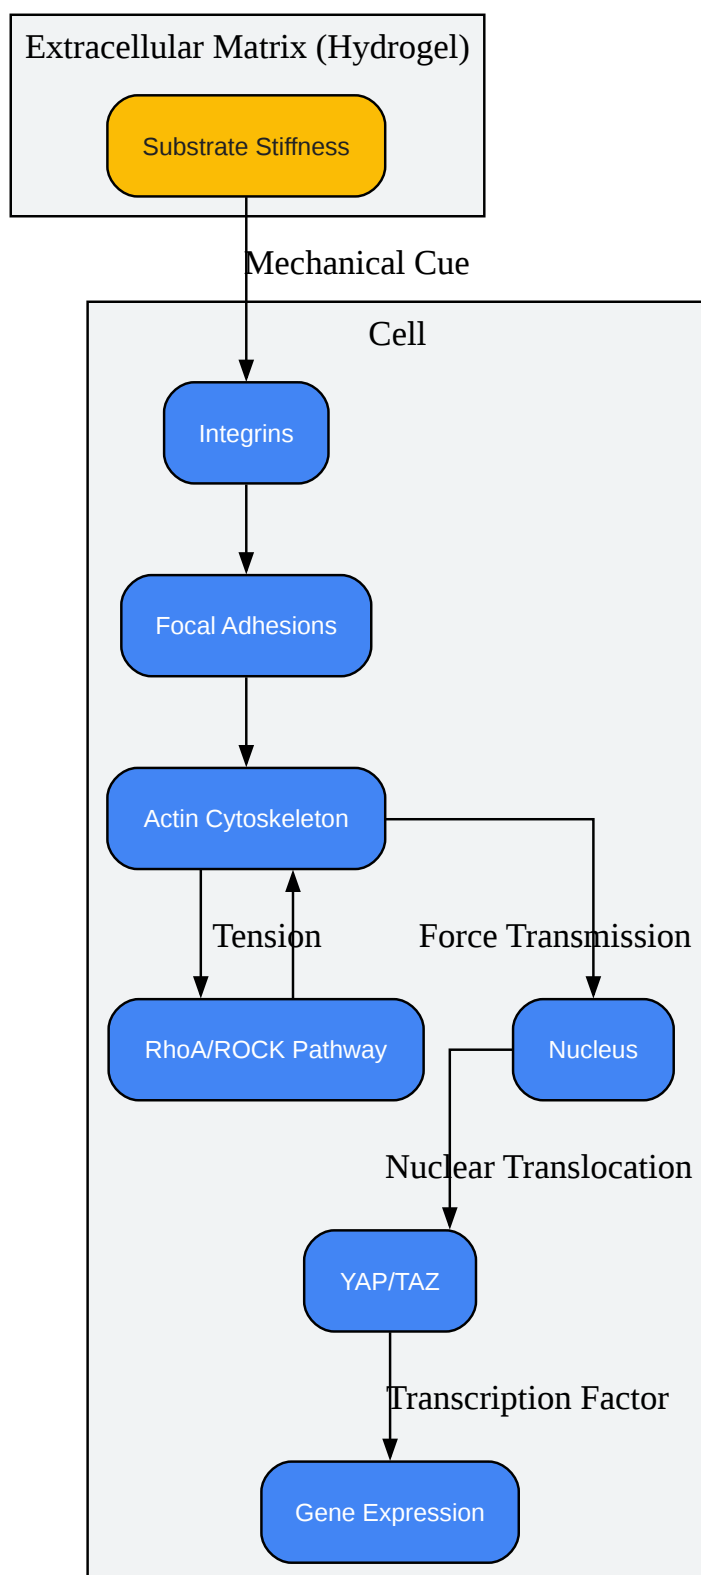 Extracellular Matrix (Hydrogel)
Substrate Stiffness
Mechanical Cue
Cell
Integrins
Focal Adhesions
Actin Cytoskeleton
Tension
Force Transmission
RhoA/ROCK Pathway
Nucleus
Nuclear Translocation
YAP/TAZ
Transcription Factor
Gene Expression